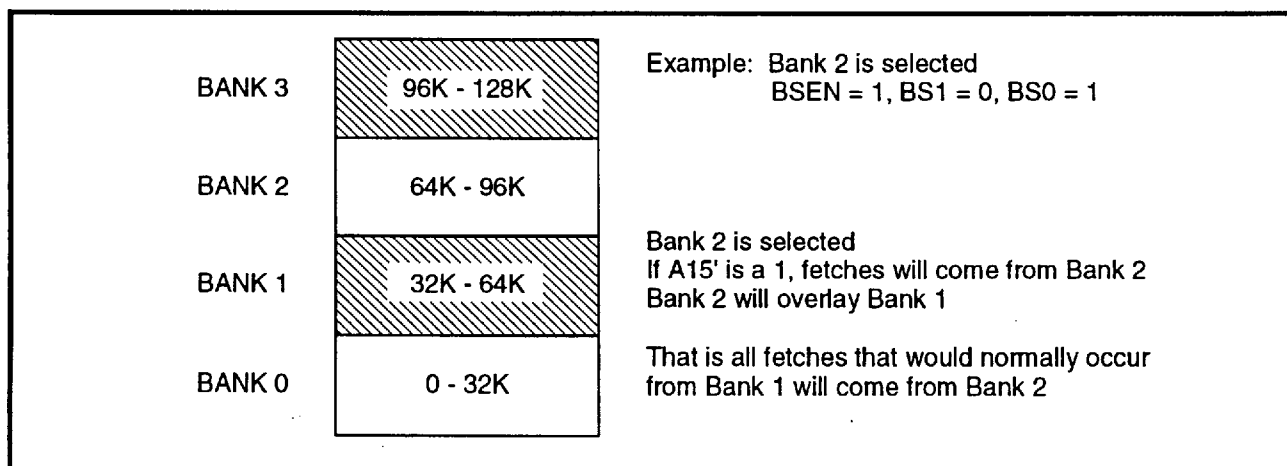 BANK 3
96K - 128K
BANK 2
64K - 96K
BANK 1
32K - 64K
BANK 0
0 - 32K
Example: Bank 2 is selected
BSEN = 1, BS1 = 0, BS0 = 1
Bank 2 is selected
If A15' is a 1, fetches will come from Bank 2
Bank 2 will overlay Bank 1
That is all fetches that would normally occur
from Bank 1 will come from Bank 2